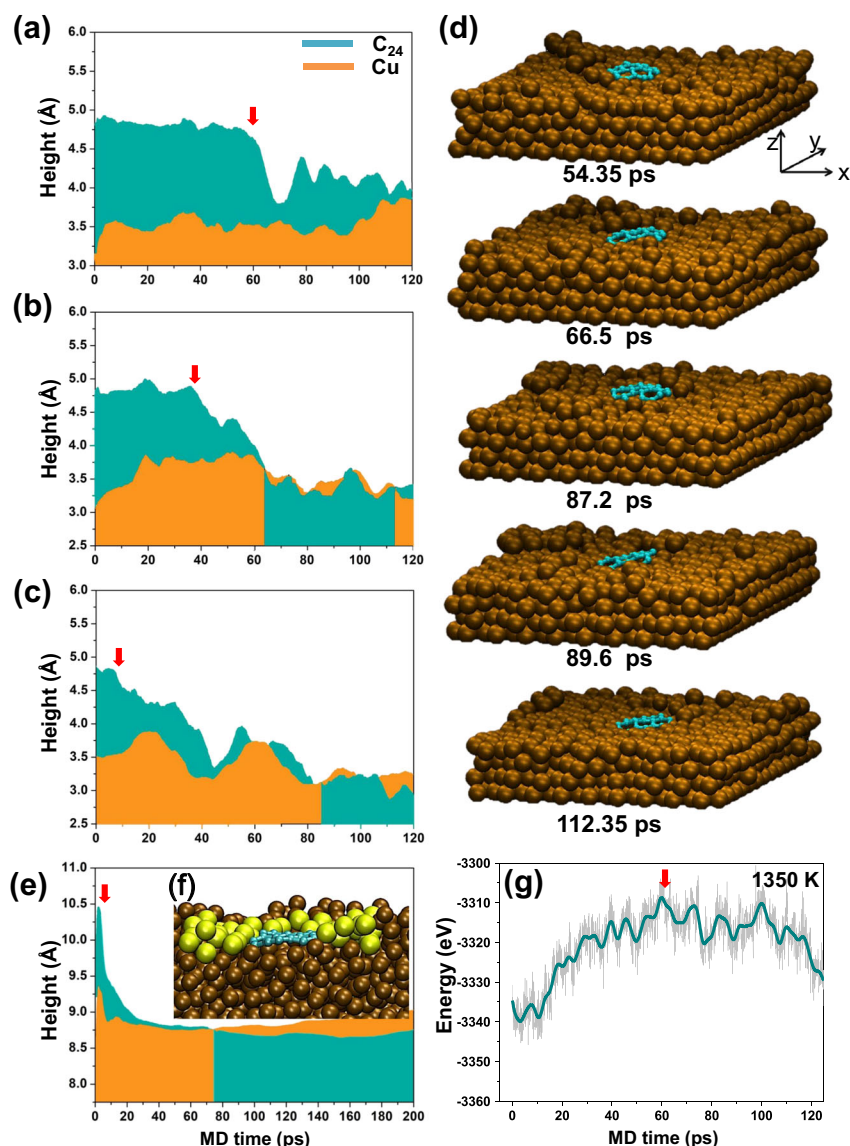 (a)
C24
Cu
Height (Å)
5.5
5.0
4.5
4.0
3.5
3.0
0 20 40 60 80 100 120
(b)
Height (Å)
6.0
5.5
5.0
4.5
4.0
3.5
3.0
2.5
0 20 40 60 80 100 120
(c)
Height (Å)
6.0
5.5
5.0
4.5
4.0
3.5
3.0
2.5
0 20 40 60 80 100 120
(d)
z y x
54.35 ps
66.5 ps
87.2 ps
89.6 ps
112.35 ps
(e)
(f)
Height (Å)
11.0
10.5
10.0
9.5
9.0
8.5
8.0
0 20 40 60 80 100 120 140 160 180 200
MD time (ps)
(g)
1350 K
Energy (eV)
-3300
-3310
-3320
-3330
-3340
-3350
-3360
0 20 40 60 80 100 120
MD time (ps)